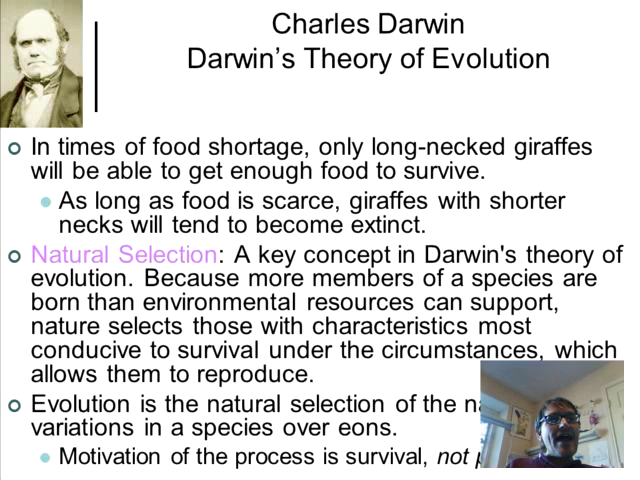 Charles Darwin
Darwin's Theory of Evolution
In times of food shortage, only long-necked giraffes
will be able to get enough food to survive.
As long as food is scarce, giraffes with shorter
necks will tend to become extinct.
Natural Selection: A key concept in Darwin's theory of
evolution. Because more members of a species are
born than environmental resources can support,
nature selects those with characteristics most
conducive to survival under the circumstances, which
allows them to reproduce.
Evolution is the natural selection of the
variations in a species over eons.
Motivation of the process is survival, not